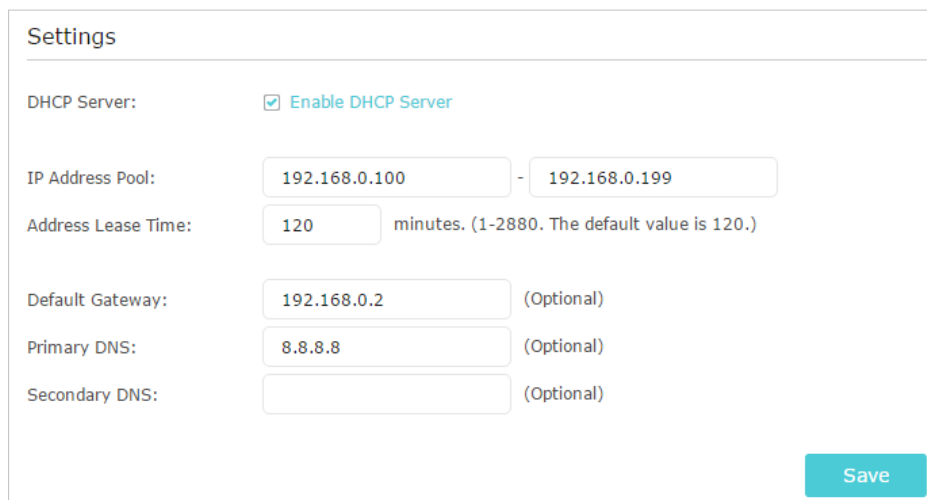 Settings
DHCP Server: Enable DHCP Server
IP Address Pool: 192.168.0.100 - 192.168.0.199
Address Lease Time: 120 minutes. (1-2880. The default value is 120.)
Default Gateway: 192.168.0.2 (Optional)
Primary DNS: 8.8.8.8 (Optional)
Secondary DNS: (Optional)
Save